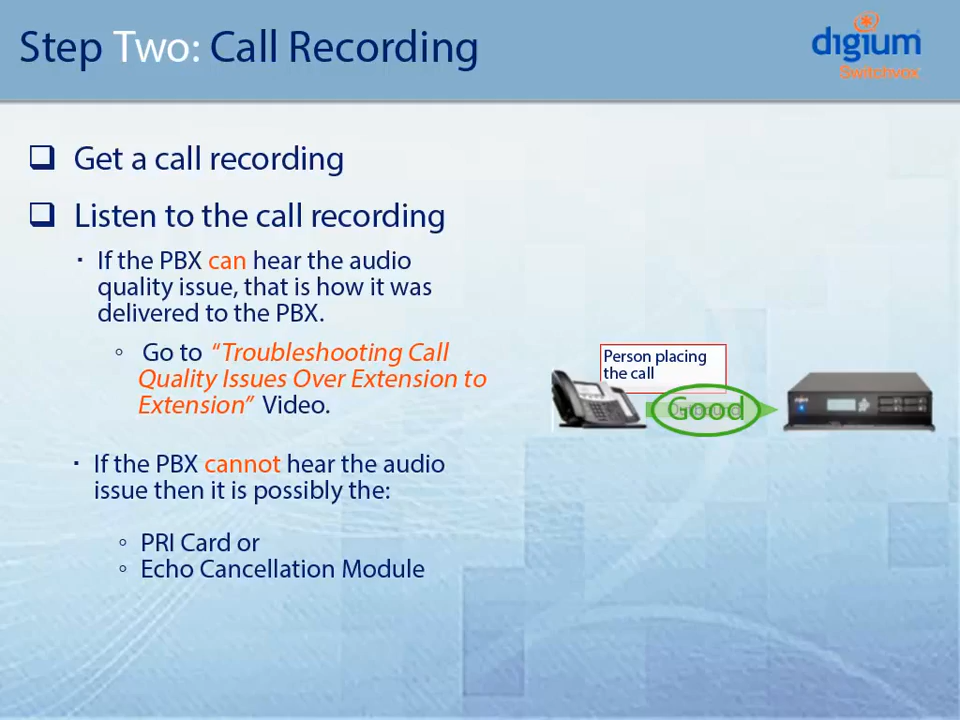 Step Two: Call Recording
digium
Switchvox
Get a call recording
Listen to the call recording
If the PBX can hear the audio
quality issue, that is how it was
delivered to the PBX.
Go to “Troubleshooting Call
Quality Issues Over Extension to
Extension” Video.
If the PBX cannot hear the audio
issue then it is possibly the:
PRI Card or
Echo Cancellation Module
Person placing
the call
Good